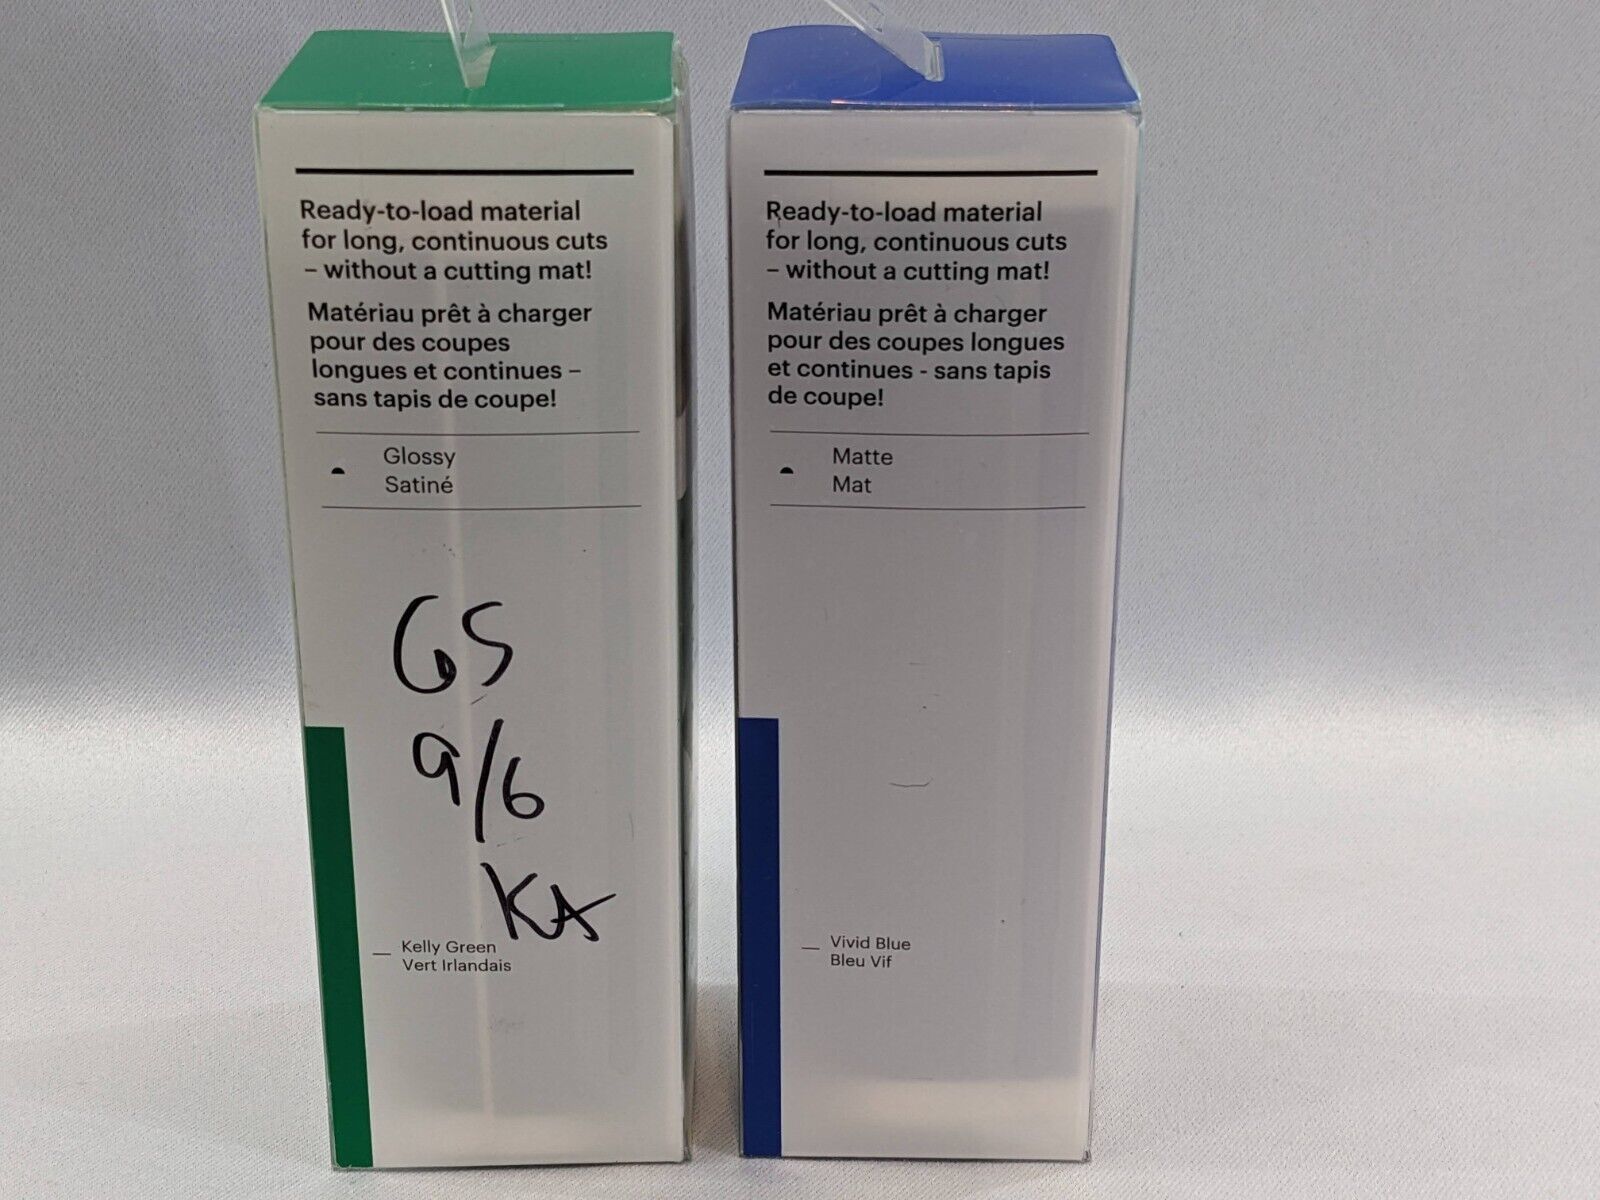 Ready-to-load material
for long, continuous cuts
– without a cutting mat!
Matériau prêt à charger
pour des coupes
longues et continues –
sans tapis de coupe!
Glossy
Satiné
GS
9/6
KA
Kelly Green
Vert Irlandais
Ready-to-load material
for long, continuous cuts
– without a cutting mat!
Matériau prêt à charger
pour des coupes longues
et continues - sans tapis
de coupe!
Matte
Mat
Vivid Blue
Bleu Vif